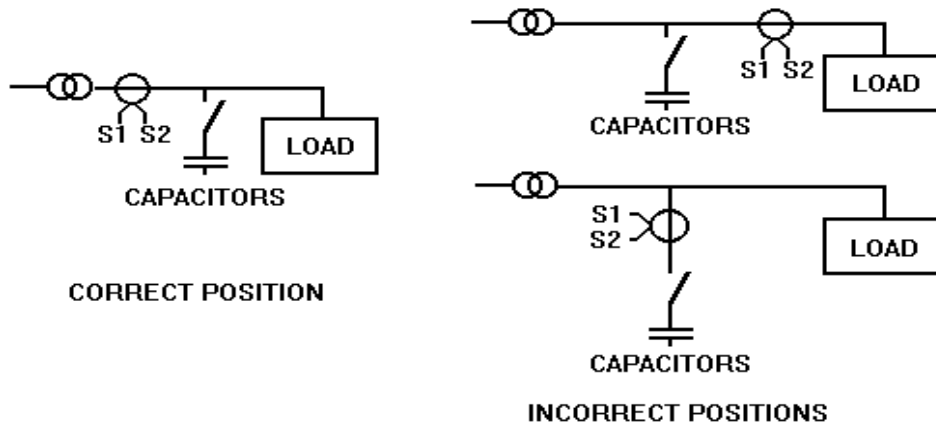 S1 S2
LOAD
CAPACITORS
CORRECT POSITION
S1 S2
LOAD
CAPACITORS
S1
S2
LOAD
CAPACITORS
INCORRECT POSITIONS